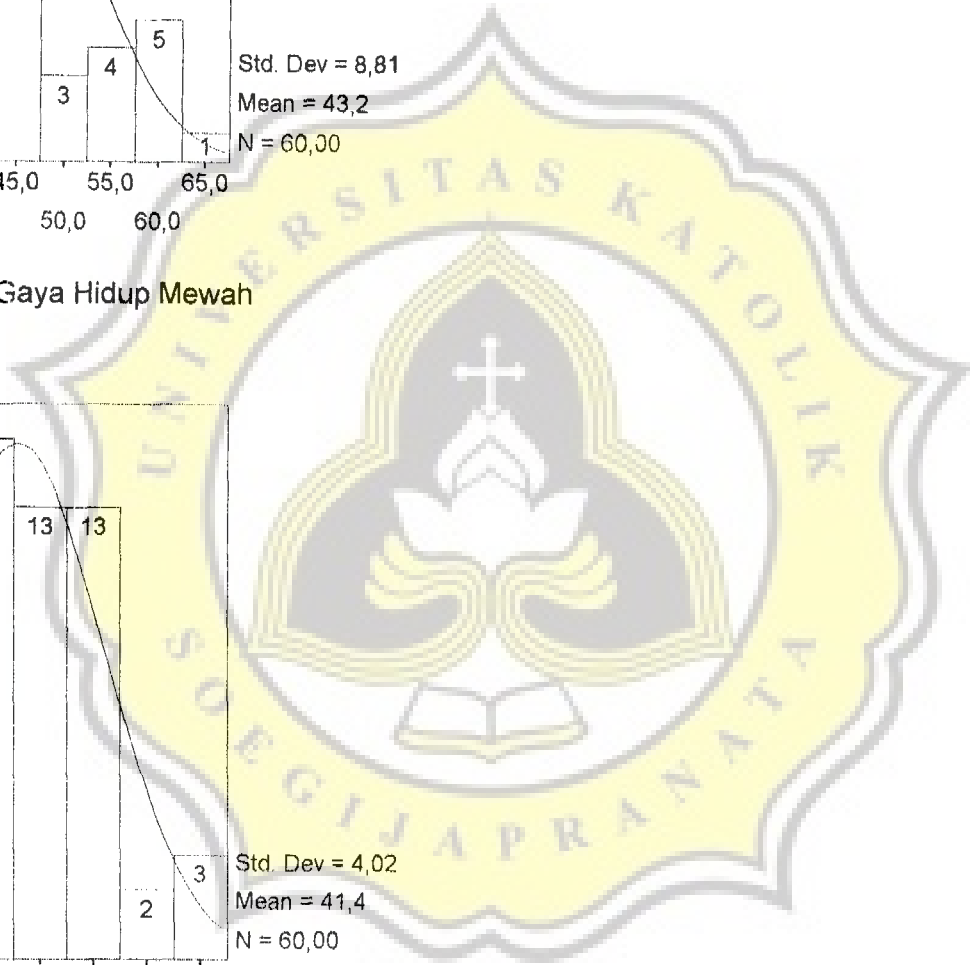 5
4
3
1
Std. Dev = 8,81
Mean = 43,2
N = 60,00
45,0 55,0 65,0
50,0 60,0
Gaya Hidup Mewah
UNIVERSITAS KATOLIK
SOEGIJAPRANATA
13 13
3
2
Std. Dev = 4,02
Mean = 41,4
N = 60,00